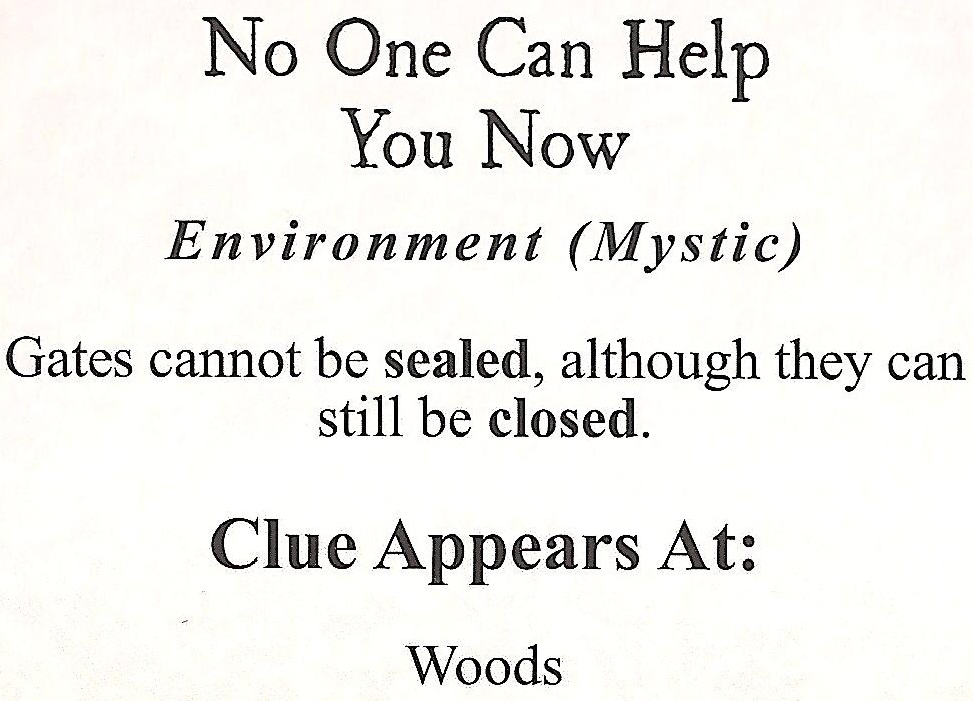 No One Can Help
You Now
Environment (Mystic)
Gates cannot be sealed, although they can
still be closed.
Clue Appears At:
Woods